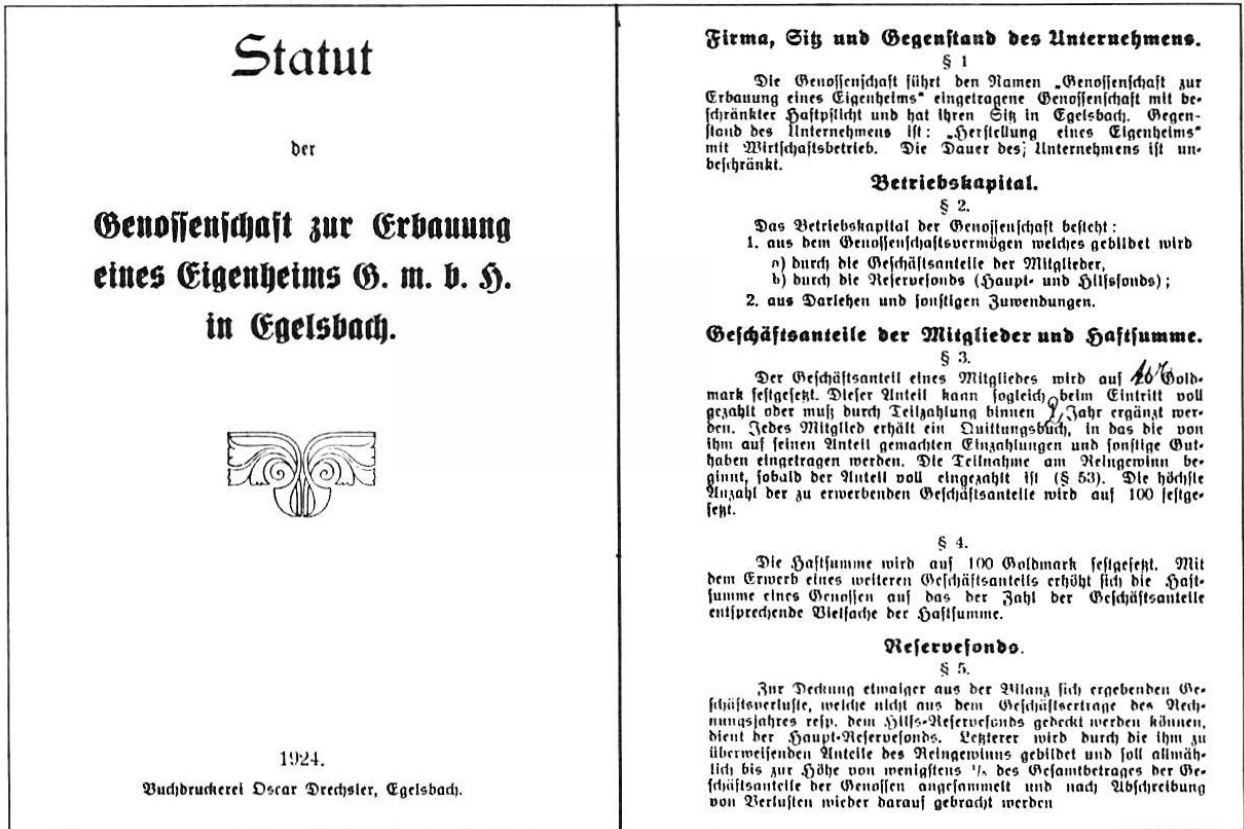 Statut
der
Genossenschaft zur Erbauung
eines Eigenheims G. m. b. H.
in Egelsbach.
1924.
Buchdruckerei Oscar Drechsler, Egelsbach.
Firma, Sitz und Gegenstand des Unternehmens.
§ 1
Die Genossenschaft führt den Namen „Genossenschaft zur
Erbauung eines Eigenheims“ eingetragene Genossenschaft mit be-
schränkter Haftpflicht und hat ihren Sitz in Egelsbach. Gegen-
stand des Unternehmens ist: „Herstellung eines Eigenheims“
mit Wirtschaftsbetrieb. Die Dauer des; Unternehmens ist un-
beschränkt.
Betriebskapital.
§ 2.
Das Betriebskapital der Genossenschaft besteht:
1. aus dem Genossenschaftsvermögen welches gebildet wird
a) durch die Geschäftsanteile der Mitglieder,
b) durch die Reservefonds (Haupt- und Hilfsfonds);
2. aus Darlehen und sonstigen Zuwendungen.
Geschäftsanteile der Mitglieder und Haftsumme.
§ 3.
Der Geschäftsanteil eines Mitgliedes wird auf Gold-
mark festgesetzt. Dieser Anteil kann sogleich beim Eintritt voll
gezahlt oder muß durch Teilzahlung binnen Jahr ergänzt wer-
den. Jedes Mitglied erhält ein Quittungsbuch, in das die von
ihm auf seinen Anteil gemachten Einzahlungen und sonstige Gut-
haben eingetragen werden. Die Teilnahme am Reingewinn be-
ginnt, sobald der Anteil voll eingezahlt ist (§ 53). Die höchste
Anzahl der zu erwerbenden Geschäftsanteile wird auf 100 festge-
setzt.
§ 4.
Die Haftsumme wird auf 100 Goldmark festgesetzt. Mit
dem Erwerb eines weiteren Geschäftsanteils erhöht sich die Haft-
summe eines Genossen auf das der Zahl der Geschäftsanteile
entsprechende Vielfache der Haftsumme.
Reservefonds.
§ 5.
Zur Deckung etwaiger aus der Bilanz sich ergebenden Ge-
schäftsverluste, welche nicht aus dem Geschäftsertrage des Rech-
nungsjahres resp. dem Hilfs-Reservefonds gedeckt werden können,
dient der Haupt-Reservefonds. Letzterer wird durch die ihm zu
überweisenden Anteile des Reingewinns gebildet und soll allmäh-
lich bis zur Höhe von wenigstens des Gesamtbetrages der Ge-
schäftsanteile der Genossen angesammelt und nach Abschreibung
von Verlusten wieder darauf gebracht werden